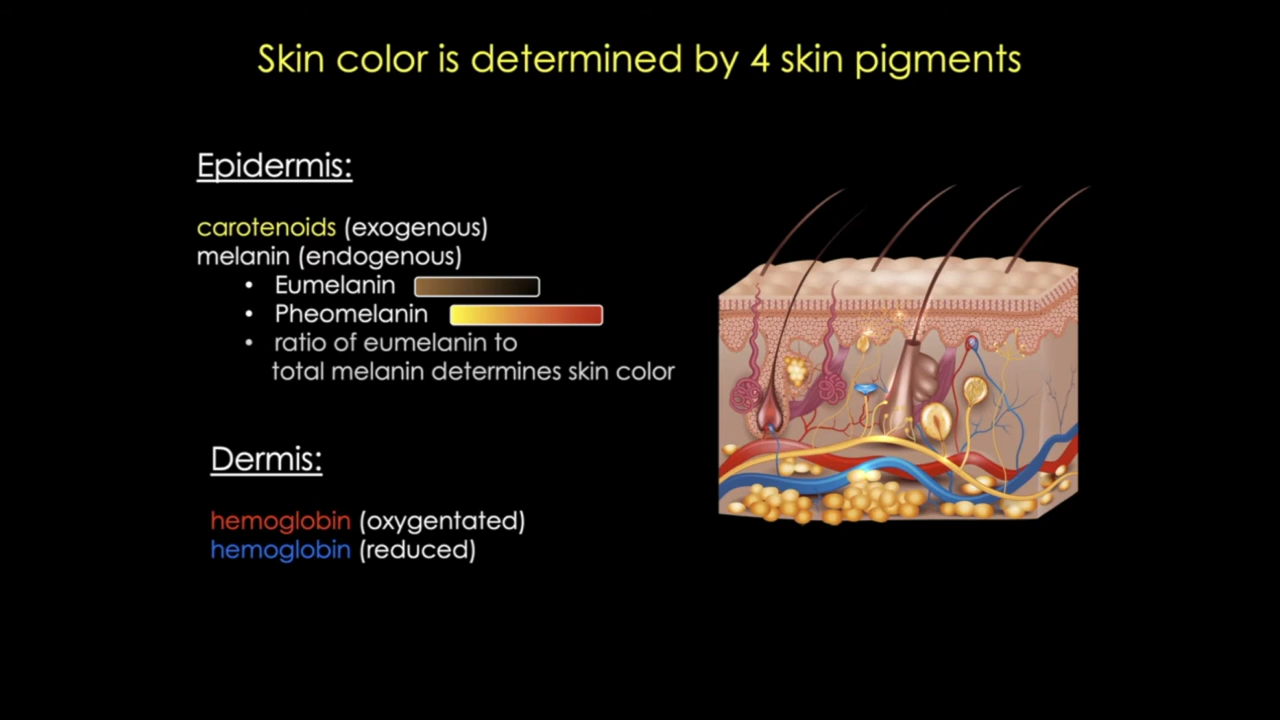 Skin color is determined by 4 skin pigments
Epidermis:
carotenoids (exogenous)
melanin (endogenous)
• Eumelanin
• Pheomelanin
• ratio of eumelanin to
total melanin determines skin color
Dermis:
hemoglobin (oxygentated)
hemoglobin (reduced)